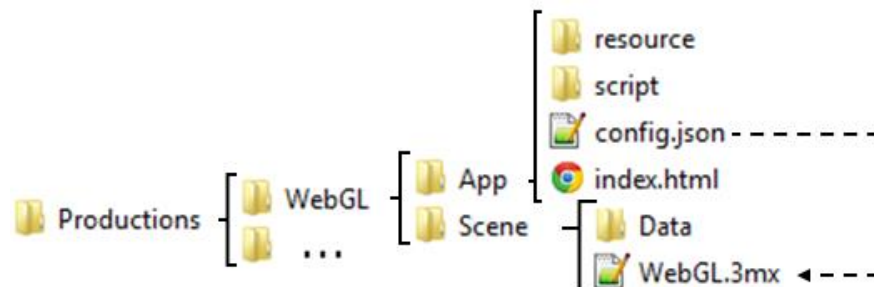 resource
script
config.json
App
index.html
WebGL
Productions
Scene
Data
...
WebGL.3mx